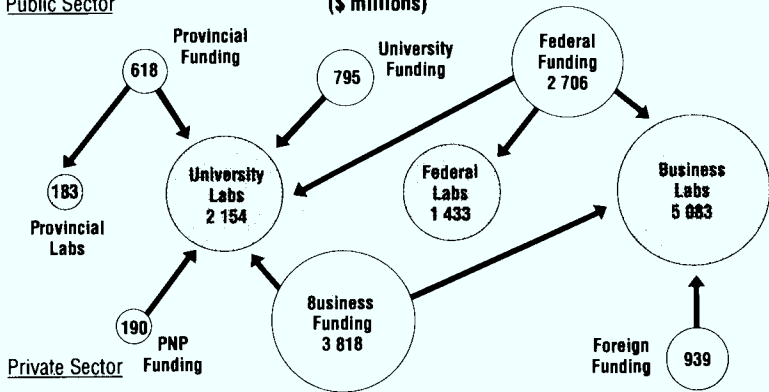 Public Sector
($ millions)
Provincial
Funding
618
University
Funding
795
Federal
Funding
2 706
183
Provincial
Labs
University
Labs
2 154
Federal
Labs
1 433
Business
Labs
5 083
190
PNP
Funding
Business
Funding
3 818
Foreign
Funding
939
Private Sector